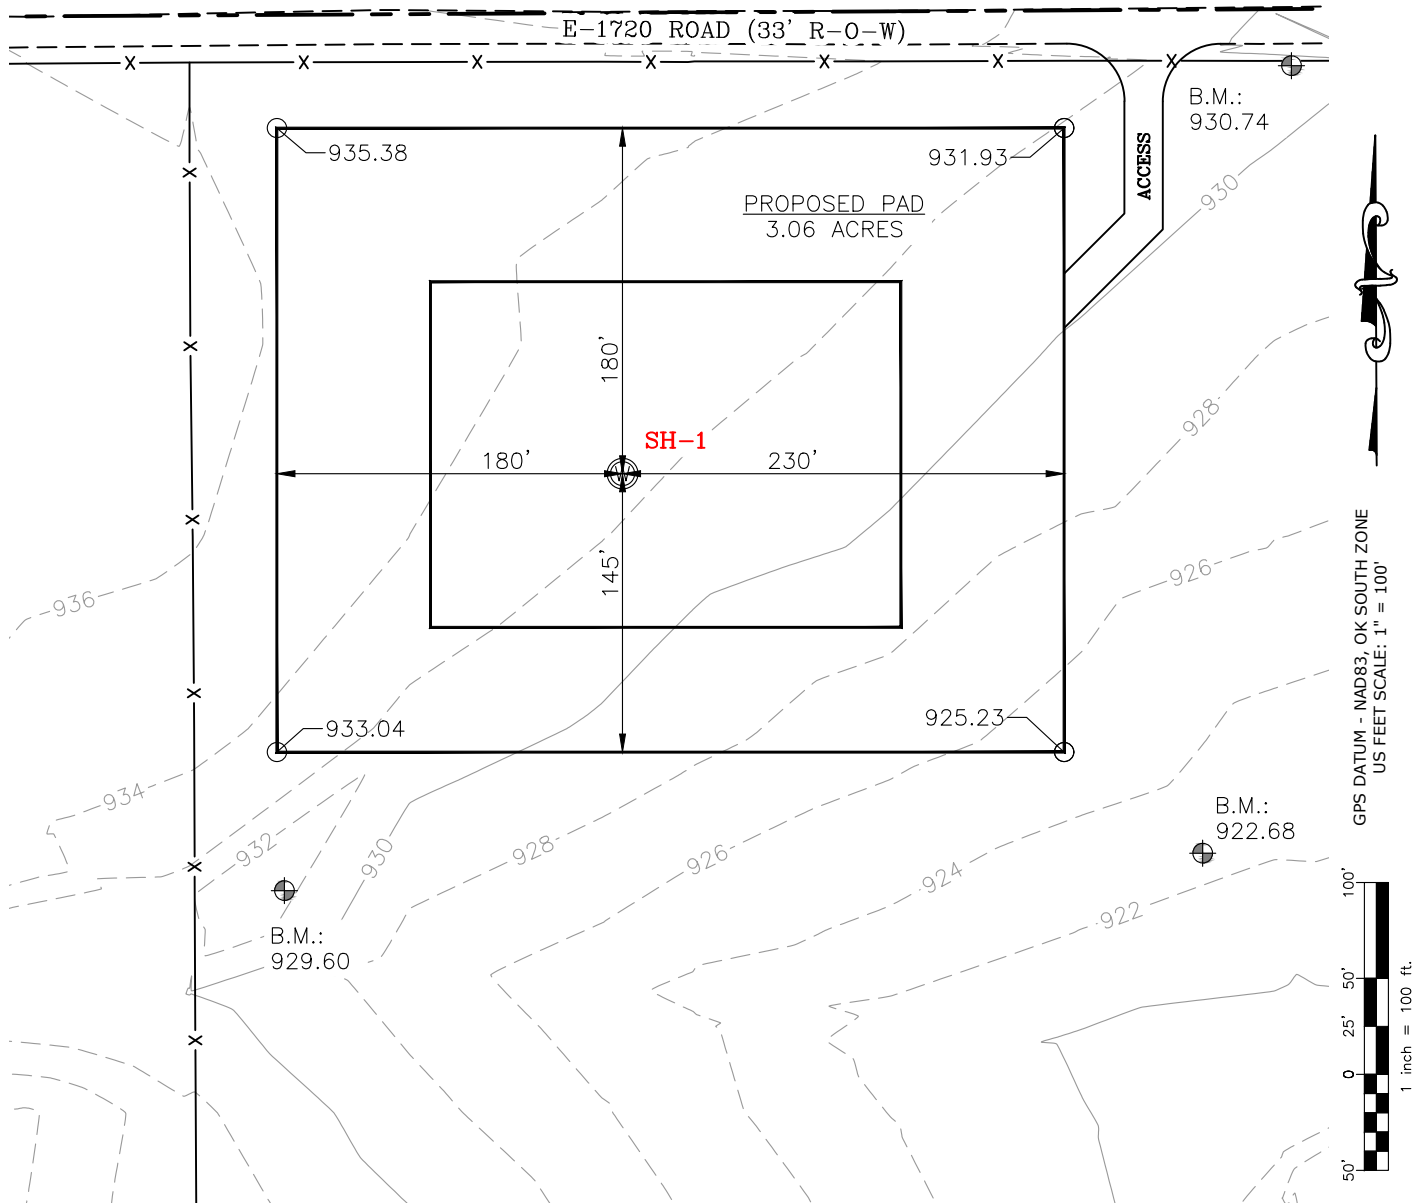 E-1720 ROAD (33' R-O-W)
X X X X X X X
B.M.:
930.74
935.38
931.93
ACCESS
PROPOSED PAD
3.06 ACRES
930
X
X
180'
SH-1
180'
230'
W
928
X
145'
926
936
GPS DATUM - NAD83, OK SOUTH ZONE
US FEET SCALE: 1" = 100'
X
933.04
925.23
934
B.M.:
922.68
932
930
928
926
924
922
X
B.M.:
929.60
X
100'
50'
25'
0
50'
1 inch = 100 ft.